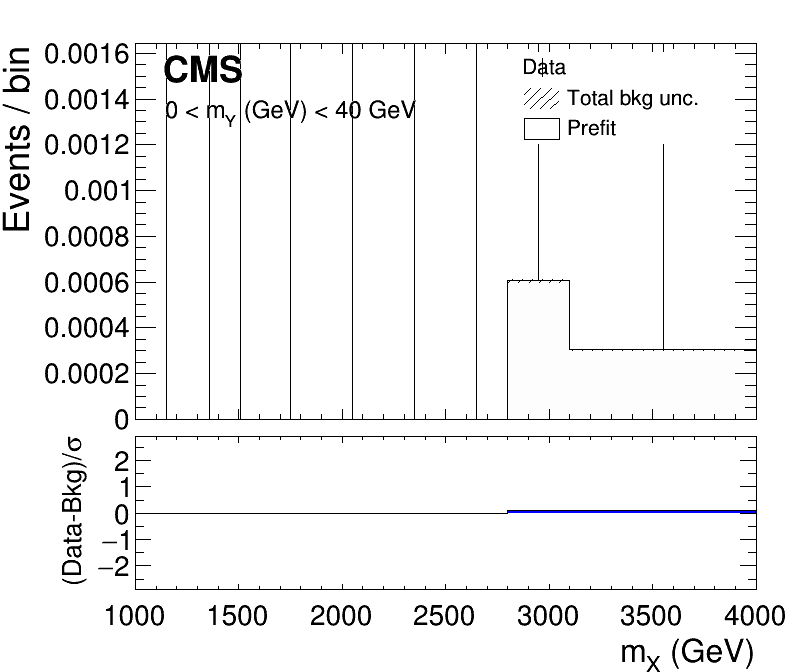 CMS
0 < mY (GeV) < 40 GeV
Data
Total bkg unc.
Prefit
Events / bin
0.0016
0.0014
0.0012
0.001
0.0008
0.0006
0.0004
0.0002
0
(Data-Bkg)/σ
2
1
0
−1
−2
1000 1500 2000 2500 3000 3500 4000
mX (GeV)